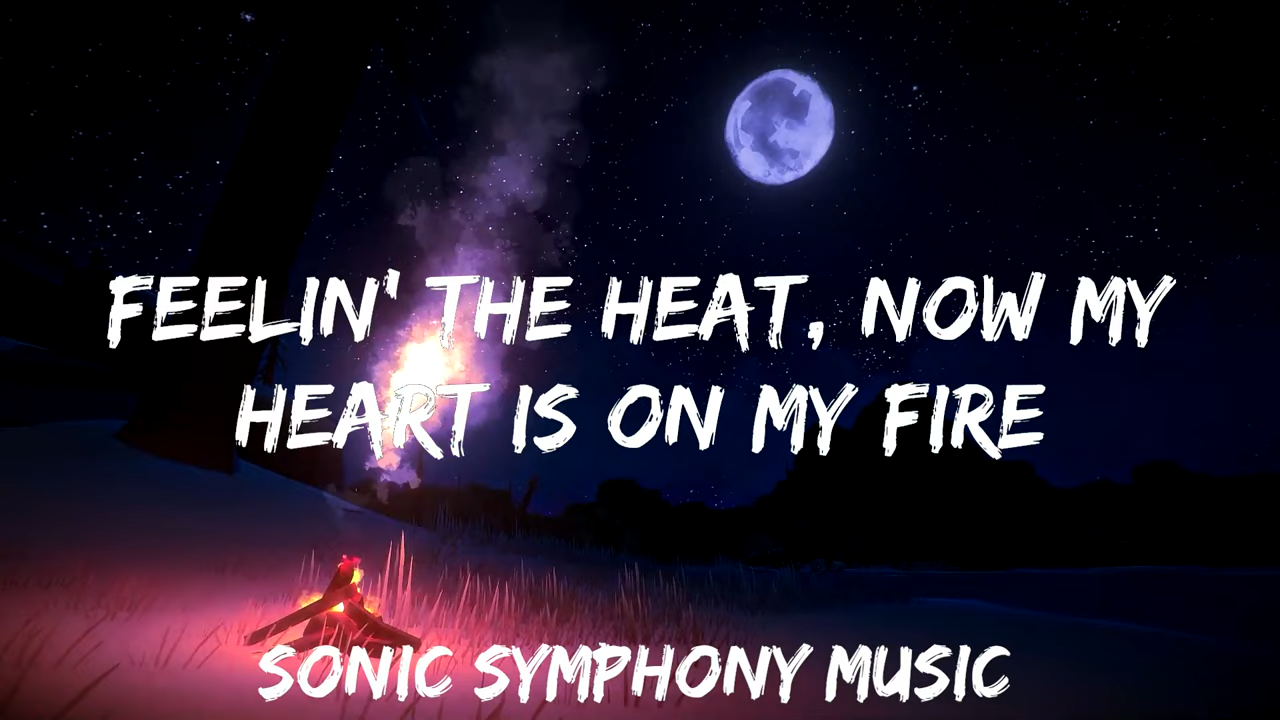 FEELIN' THE HEAT, NOW MY
HEART IS ON MY FIRE
SONIC SYMPHONY MUSIC